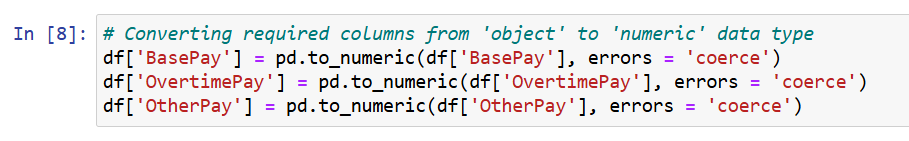 In [8]: # Converting required columns from 'object' to 'numeric' data type
df['BasePay'] = pd.to_numeric(df['BasePay'], errors = 'coerce')
df['OvertimePay'] = pd.to_numeric(df['OvertimePay'], errors = 'coerce')
df['OtherPay'] = pd.to_numeric(df['OtherPay'], errors = 'coerce')